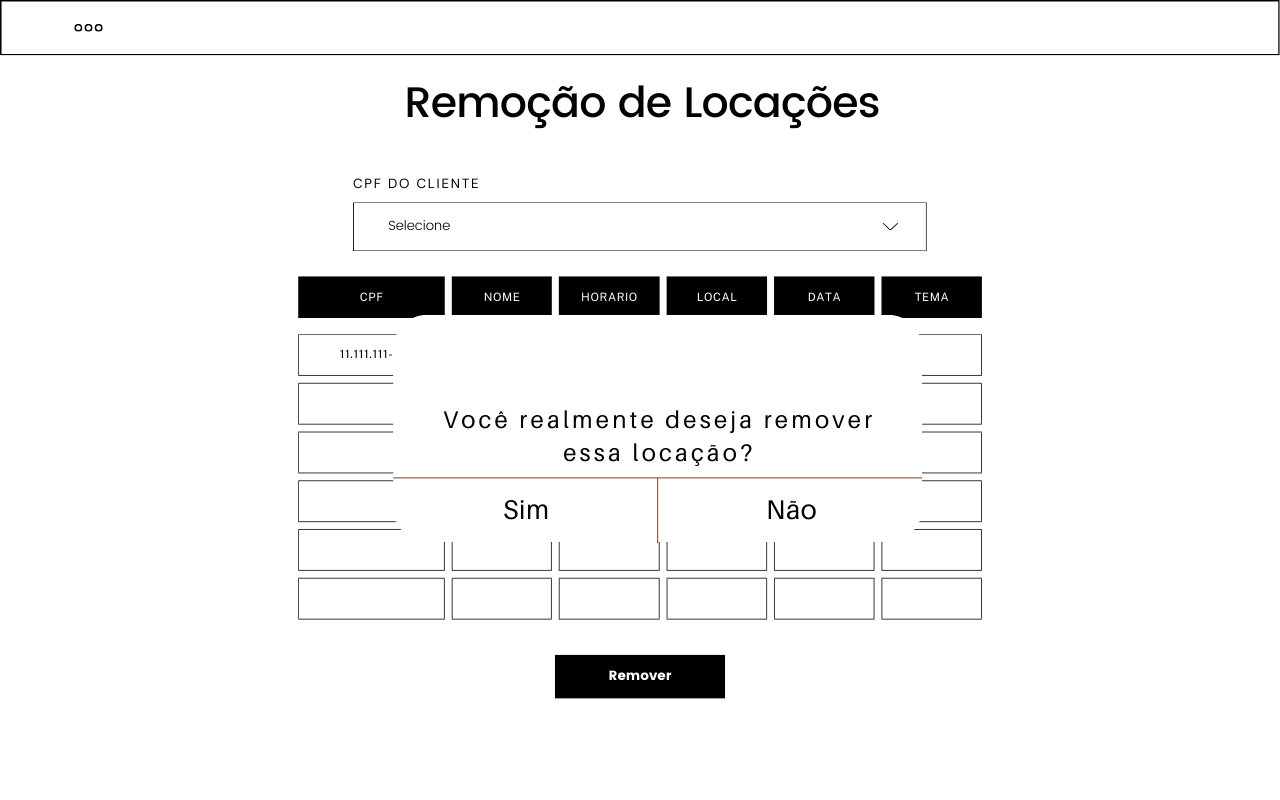 Remoção de Locações
CPF DO CLIENTE
Selecione
CPF NOME HORARIO LOCAL DATA TEMA
11.111.111-
Você realmente deseja remover
essa locação?
Sim Não
Remover